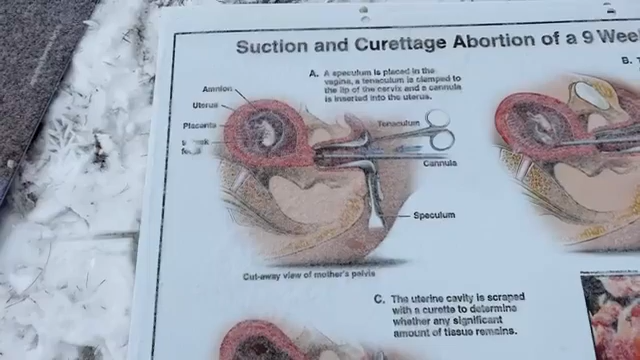 Suction and Curettage Abortion of a 9 Wee
A. A speculum is placed in the
vagina, a tenaculum is clamped to
the lip of the cervix and a cannula
is inserted into the uterus.
B.
Amnion
Uterus
Placenta
Tenaculum
Cannula
Speculum
Cut-away view of mother's pelvis
C. The uterine cavity is scraped
with a curette to determine
whether any significant
amount of tissue remains.